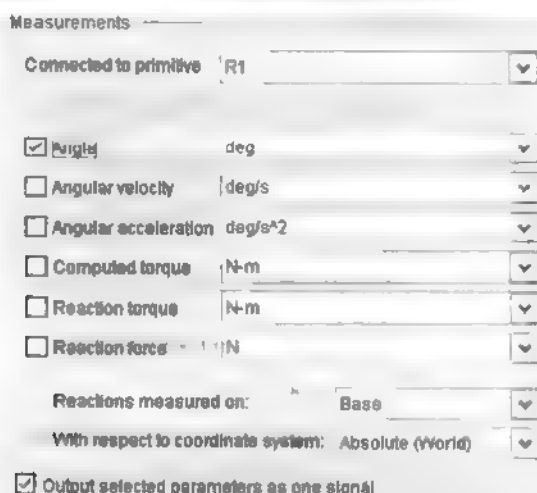 Measurements
Connected to primitive R1
Angle deg
Angular velocity deg/s
Angular acceleration deg/s^2
Computed torque N-m
Reaction torque N-m
Reaction force N
Reactions measured on: Base
With respect to coordinate system: Absolute (World)
Output selected parameters as one signal